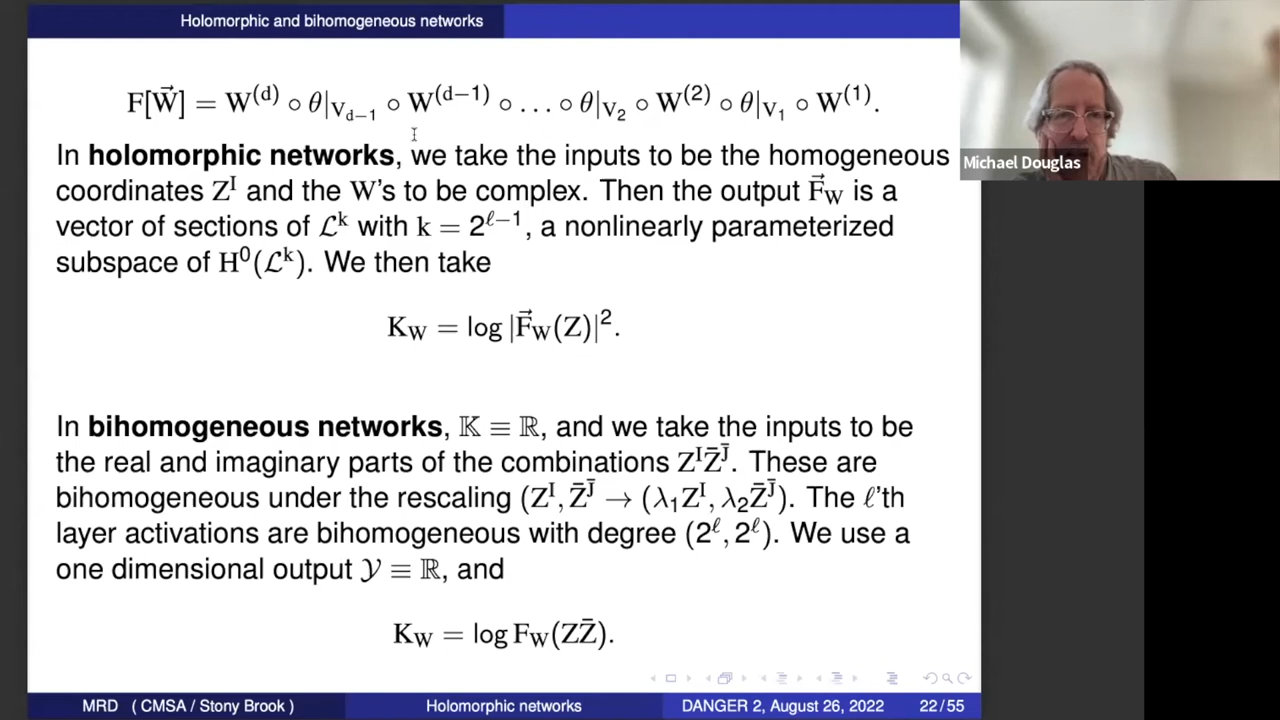 Holomorphic and bihomogeneous networks
F[W⃗] = W^(d) ∘ θ|_{V_{d−1}} ∘ W^(d−1) ∘ … ∘ θ|_{V_2} ∘ W^(2) ∘ θ|_{V_1} ∘ W^(1).
In holomorphic networks, we take the inputs to be the homogeneous
coordinates Z^I and the W's to be complex. Then the output F⃗_W is a
vector of sections of ℒ^k with k = 2^{ℓ−1}, a nonlinearly parameterized
subspace of H^0(ℒ^k). We then take
K_W = log |F⃗_W(Z)|^2.
In bihomogeneous networks, 𝕂 ≡ ℝ, and we take the inputs to be
the real and imaginary parts of the combinations Z^I Z̄^J̄. These are
bihomogeneous under the rescaling (Z^I, Z̄^J̄ → (λ_1 Z^I, λ_2 Z̄^J̄). The ℓ'th
layer activations are bihomogeneous with degree (2^ℓ, 2^ℓ). We use a
one dimensional output 𝒴 ≡ ℝ, and
K_W = log F_W(ZZ̄).
MRD ( CMSA / Stony Brook )
Holomorphic networks
DANGER 2, August 26, 2022
22/55
Michael Douglas